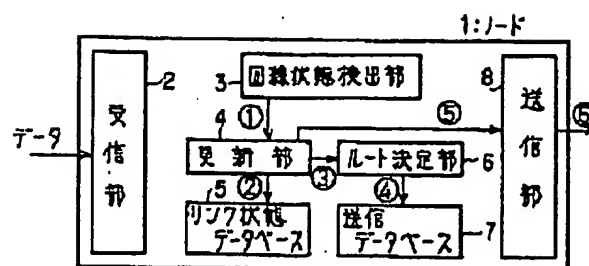 1:ノード
2
受信部
3
回線状態検出部
8
送信部
データ
4
①
⑤
⑥
更新部
③
ルート決定部
6
②
④
5
リンク状態
データベース
送信
データベース
7